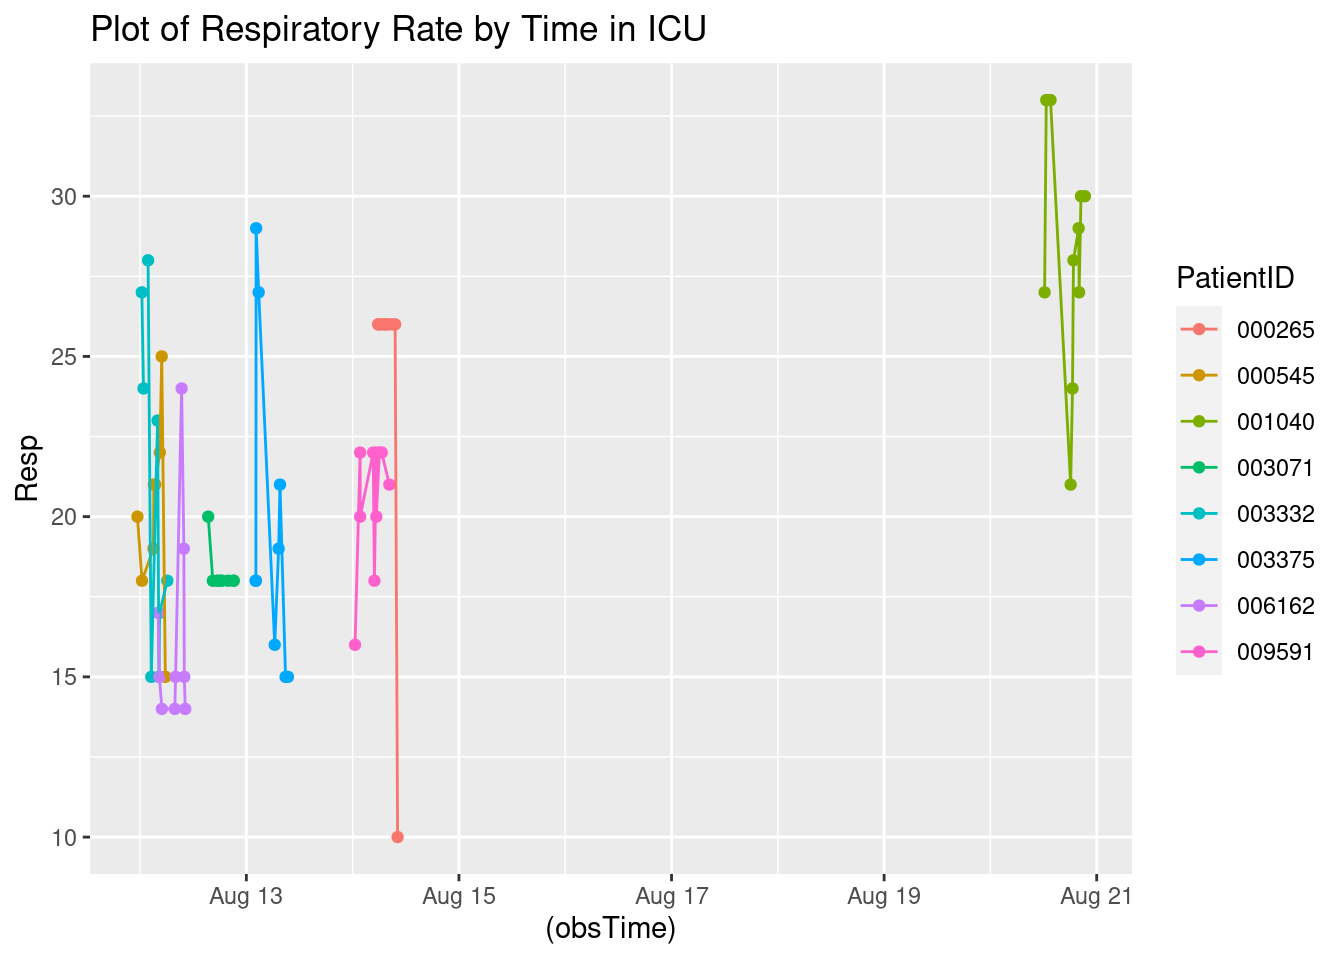 Plot of Respiratory Rate by Time in ICU
Resp
30
25
20
15
10
Aug 13 Aug 15 Aug 17 Aug 19 Aug 21
(obsTime)
PatientID
000265
000545
001040
003071
003332
003375
006162
009591